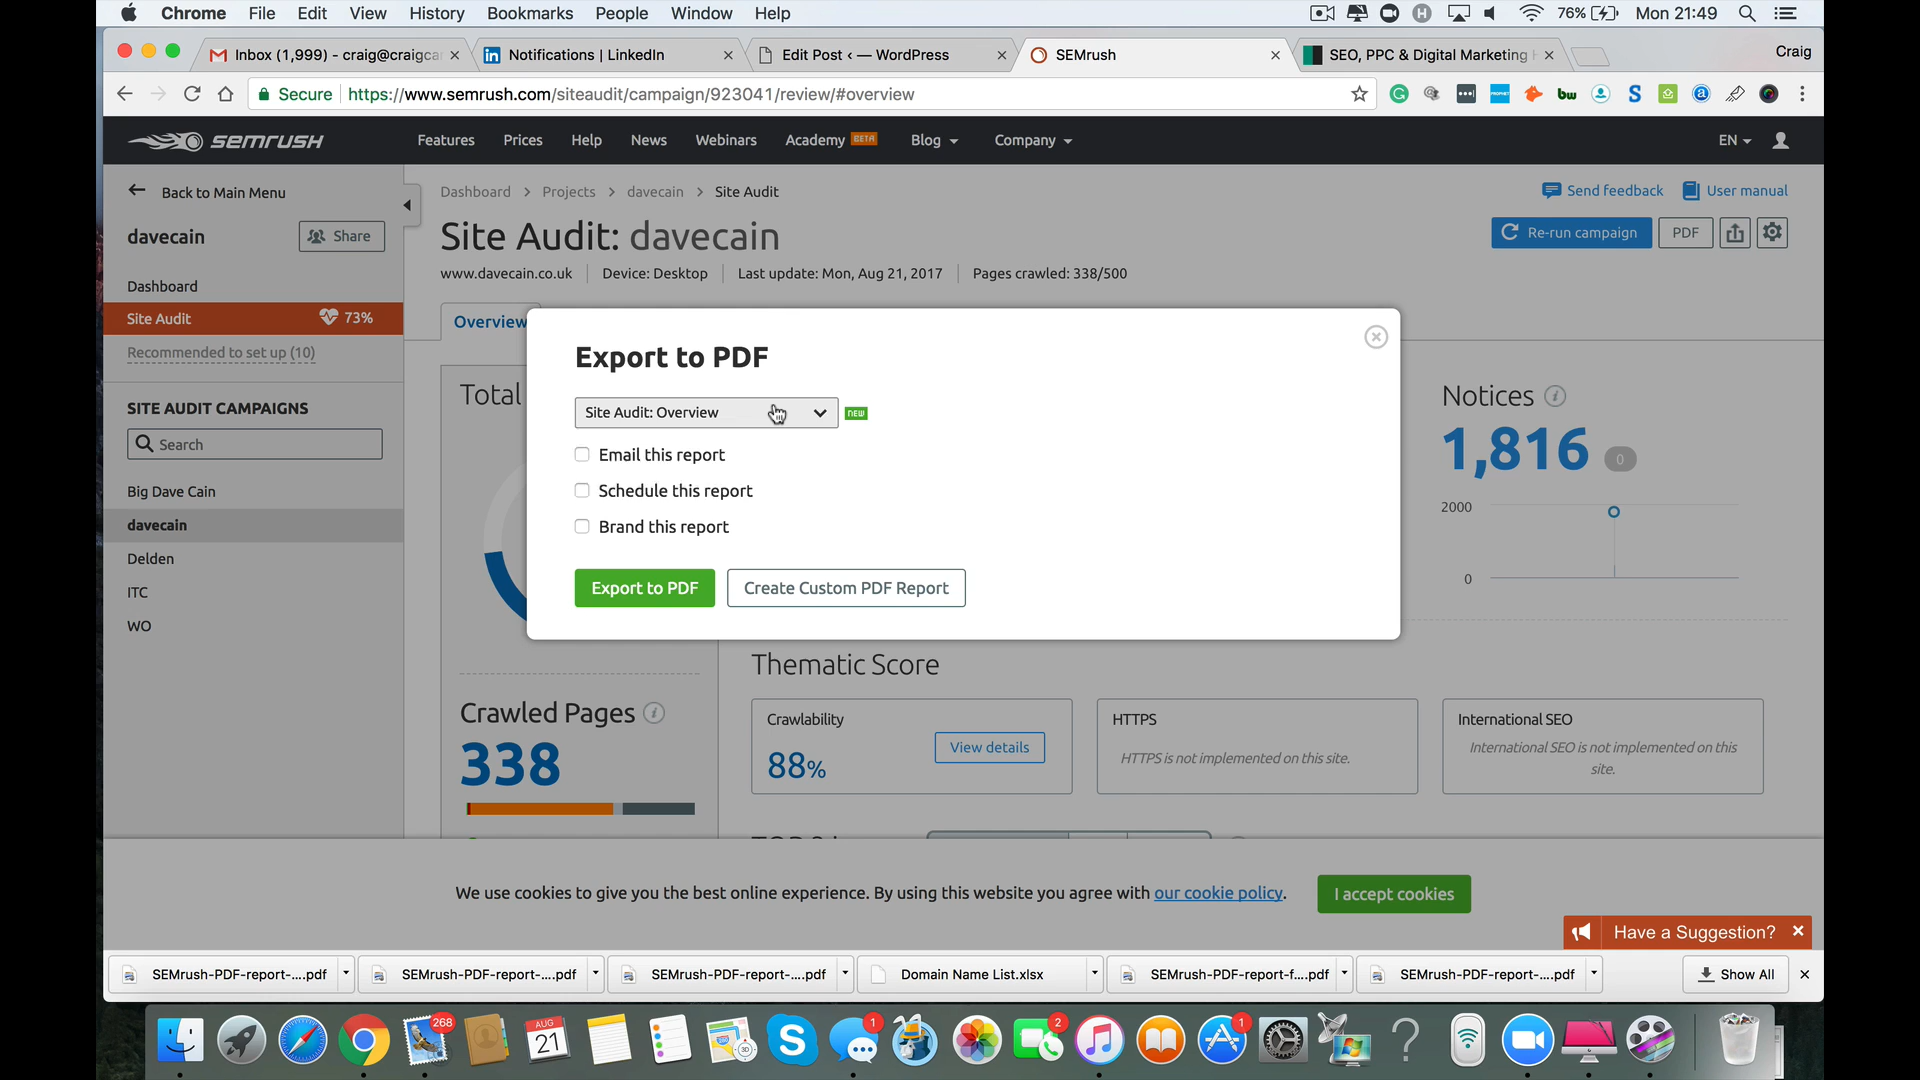 Chrome File Edit View History Bookmarks People Window Help 76% Mon 21:49
Inbox (1,999) - craig@craigca Notifications | LinkedIn Edit Post ‹ — WordPress SEMrush SEO, PPC & Digital Marketing Craig
Secure https://www.semrush.com/siteaudit/campaign/923041/review/#overview
semrush Features Prices Help News Webinars Academy BETA Blog Company EN
Back to Main Menu
Dashboard > Projects > davecain > Site Audit
Send feedback User manual
davecain Share
Site Audit: davecain
Re-run campaign PDF
www.davecain.co.uk Device: Desktop Last update: Mon, Aug 21, 2017 Pages crawled: 338/500
Dashboard
Site Audit 73%
Recommended to set up (10)
SITE AUDIT CAMPAIGNS
Search
Big Dave Cain
davecain
Delden
ITC
WO
Overview
Total
Export to PDF
Site Audit: Overview NEW
Email this report
Schedule this report
Brand this report
Export to PDF Create Custom PDF Report
Notices
1,816 0
2000
0
Crawled Pages
338
Thematic Score
Crawlability
88%
View details
HTTPS
HTTPS is not implemented on this site.
International SEO
International SEO is not implemented on this
site.
We use cookies to give you the best online experience. By using this website you agree with our cookie policy. I accept cookies
Have a Suggestion?
SEMrush-PDF-report-....pdf SEMrush-PDF-report-....pdf SEMrush-PDF-report-....pdf Domain Name List.xlsx SEMrush-PDF-report-f....pdf SEMrush-PDF-report-....pdf Show All
268 AUG 21 3D 1 2 1